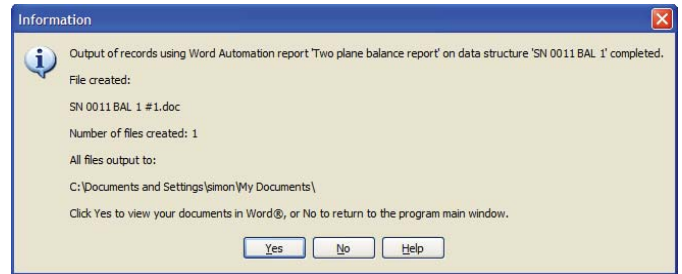 Information
Output of records using Word Automation report 'Two plane balance report' on data structure 'SN 0011 BAL 1' completed.
File created:
SN 0011 BAL 1 #1.doc
Number of files created: 1
All files output to:
C:\Documents and Settings\simon\My Documents\
Click Yes to view your documents in Word®, or No to return to the program main window.
Yes No Help